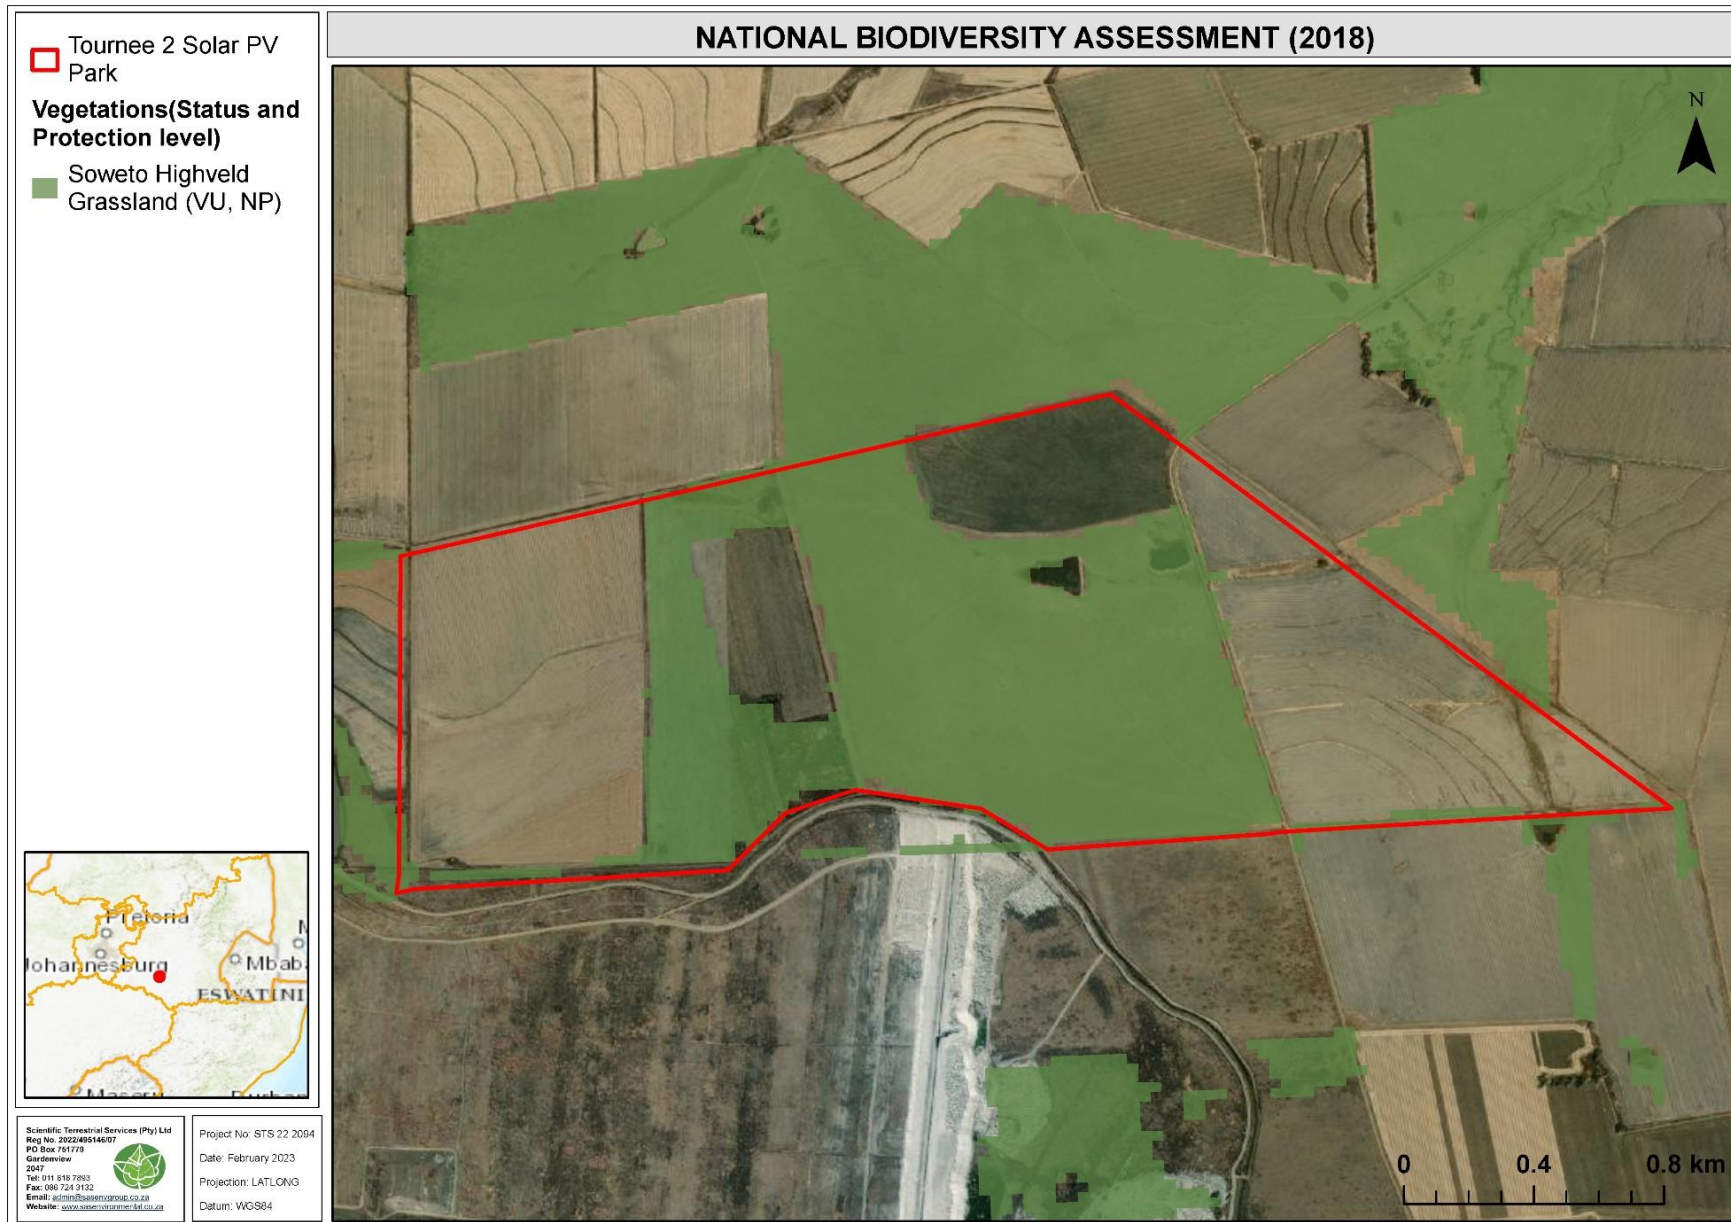 NATIONAL BIODIVERSITY ASSESSMENT (2018)
Tournee 2 Solar PV
Park
Vegetations(Status and
Protection level)
Soweto Highveld
Grassland (VU, NP)
N
Pretoria
Johannesburg
Mbab
ESWATINI
Maseru
Durban
Scientific Terrestrial Services (Pty) Ltd
Reg No. 2022/495146/07
PO Box 751779
Gardenview
2047
Tel: 011 616 7893
Fax: 086 724 3132
Email: admin@sasenvgroup.co.za
Website: www.sasenvironmental.co.za
Project No: STS 22 2094
Date: February 2023
Projection: LATLONG
Datum: WGS84
0 0.4 0.8 km